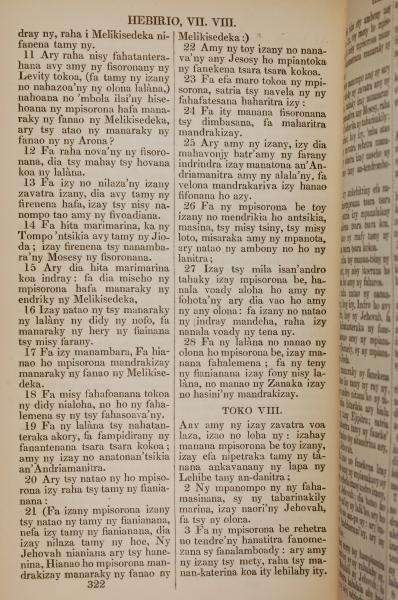 HEBIRIO, VII. VIII.
dray ny, raha i Melikisedeka ni-
fanena tamy ny.
11 Ary raha nisy fahatantera-
hana avy amy ny fisoronany ny
Levity tokoa, (fa tamy ny izany
no nahazoa'ny ny olona lalàna,)
nahoana no 'mbola ilai'ny hise-
hoana ny mpisorona hafa mana-
raky ny fanao ny Melikisedeka,
ary tsy atao ny manaraky ny
fanao ny ny Arona?
12 Fa raha nova'ny ny fisoro-
nana, dia tsy mahay tsy hovana
koa ny lalàna.
13 Fa izy no nilaza'ny izany
zavatra izany, dia avy tamy ny
firenena hafa, izay tsy nisy na-
nompo tao amy ny fivoadiana.
14 Fa hita marimarina, ka ny
Tompo 'ntsikia avy tamy ny Jio-
da; izay firenena tsy nanamba-
ra'ny Mosesy ny fisoronana.
15 Ary dia hita marimarina
koa indray: fa dia miseho ny
mpisorona hafa manaraky ny
endriky ny Melikisedeka,
16 Izay natao ny tsy manaraky
ny lalàny ny didy ny nofo, fa
manaraky ny hery ny fiainana
tsy misy farany.
17 Fa izy manambara, Fa hia-
nao ho mpisorona mandrakizay
manaraky ny fanao ny Melikise-
deka.
18 Fa misy fahafoanana tokoa
ny didy nialoha, no ho ny faha-
lemena sy ny tsy fahasoava'ny.
19 Fa ny lalàna tsy nahatan-
teraka akory, fa fampidirany ny
fanantenana tsara tsara kokoa;
amy ny izay no anatonan'tsikia
an'Andriamanitra.
20 Ary tsy natao ny ho mpiso-
rona izy raha tsy tamy ny fiania-
nana:
21 (Fa izany mpisorona izany
tsy natao ny tamy ny fianianana,
nefa izy tamy ny fianianana, dia
izay nilaza tamy ny hoe, Ny
Jehovah nianiana ary tsy hane-
nina, Hianao ho mpisorona man-
drakizay manaraky ny fanao ny
322
Melikisedeka:)
22 Amy ny toy izany no nana-
va'ny any Jesosy ho mpiantoka
ny fanekena tsara tsara kokoa.
23 Fa efa maro tokoa ny mpi-
sorona, satria tsy navela ny ny
fahafatesana haharitra izy:
24 Fa ity manana fisoronana
tsy dimbasana, fa maharitra
mandrakizay.
25 Ary amy ny izany, izy dia
mahavonjy hatr'amy ny farany
indrindra izay manatona an'An-
driamanitra amy ny alala'ny, fa
velona mandrakariva izy hanao
fifonana ho azy.
26 Fa ny mpisorona be toy
izany no mendrikia ho antsikia,
masina, tsy misy tsiny, tsy misy
loto, misaraka amy ny mpanota,
ary natao ny ambony no ho ny
lanitra;
27 Izay tsy mila isan'andro
tahaky izay mpisorona be, ha-
nala voady aloha ho amy ny
fohota'ny ary dia vao ho amy
ny any olona: fa izany no natao
ny jndray mandeha, raha izy
nanala voady ny tena ny.
28 Fa ny lalàna no nanao ny
olona ho mpisorona be, izay ma-
nana fahalemena; fa ny teny
ny fianianana izay fony nisy la-
làna, no manao ny Zanaka izay
no hasini'ny mandrakizay.
TOKO VIII.
Ary amy ny izay zavatra voa
laza, izao no loha ny: izahay
manana mpisorona be toy izany,
izay efa nipetraka tamy ny tà-
nana ankavanany ny lapa ny
Lehibe tany an-danitra;
2 Ny mpanompo ny ny faha-
masinana, sy ny tabarinakily
marina, izay naori'ny Jehovah,
fa tsy ny olona.
3 Fa ny mpisorona be rehetra
no tendre'ny hanatitra fanome-
zana sy fanalamboady: ary amy
ny izany tsy mety, raha tsy ma-
nan-katerina koa ity lehilahy ity.